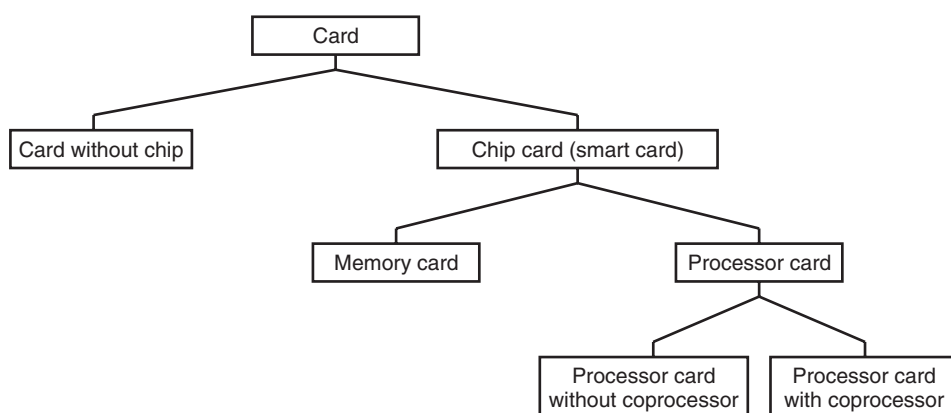 Card
Card without chip
Chip card (smart card)
Memory card
Processor card
Processor card
without coprocessor
Processor card
with coprocessor